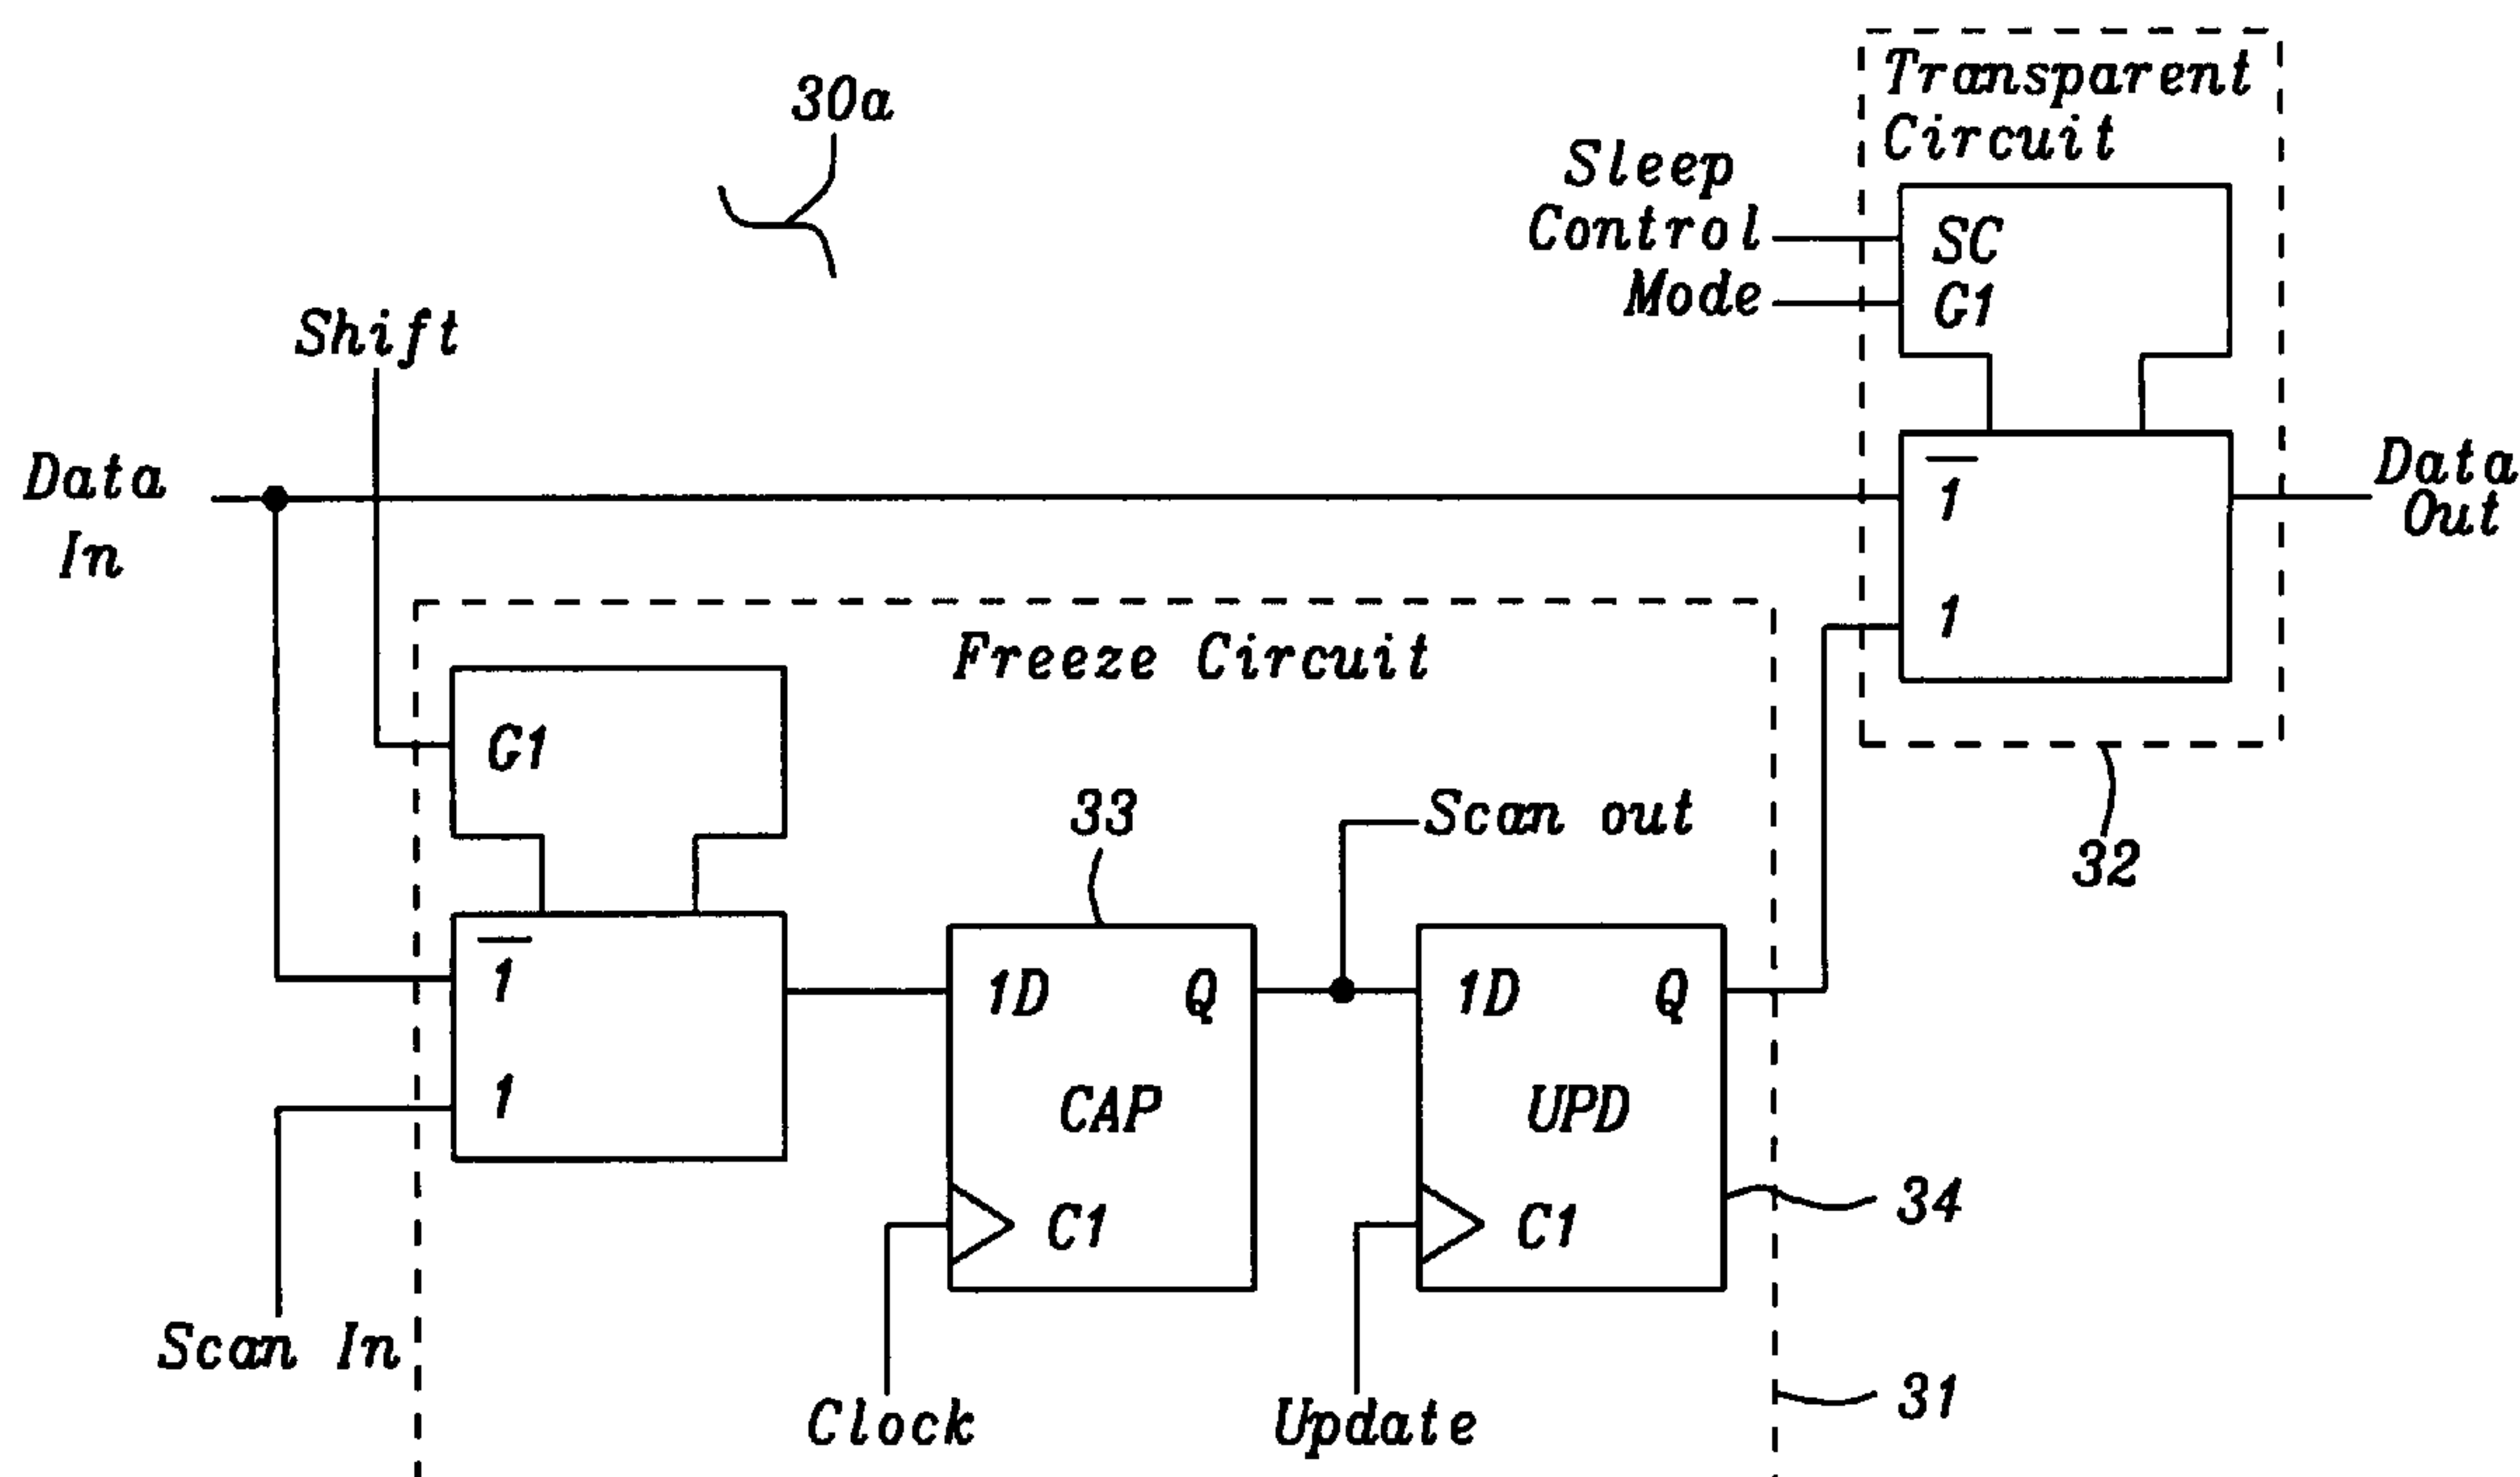 30a
Transparent
Circuit
Sleep
Control
Mode
SC
G1
Shift
Data
In
1
1
Data
Out
Freeze Circuit
G1
33
Scan out
32
1
1
1D Q
CAP
C1
1D Q
UPD
C1
34
Scan In
Clock
Update
31